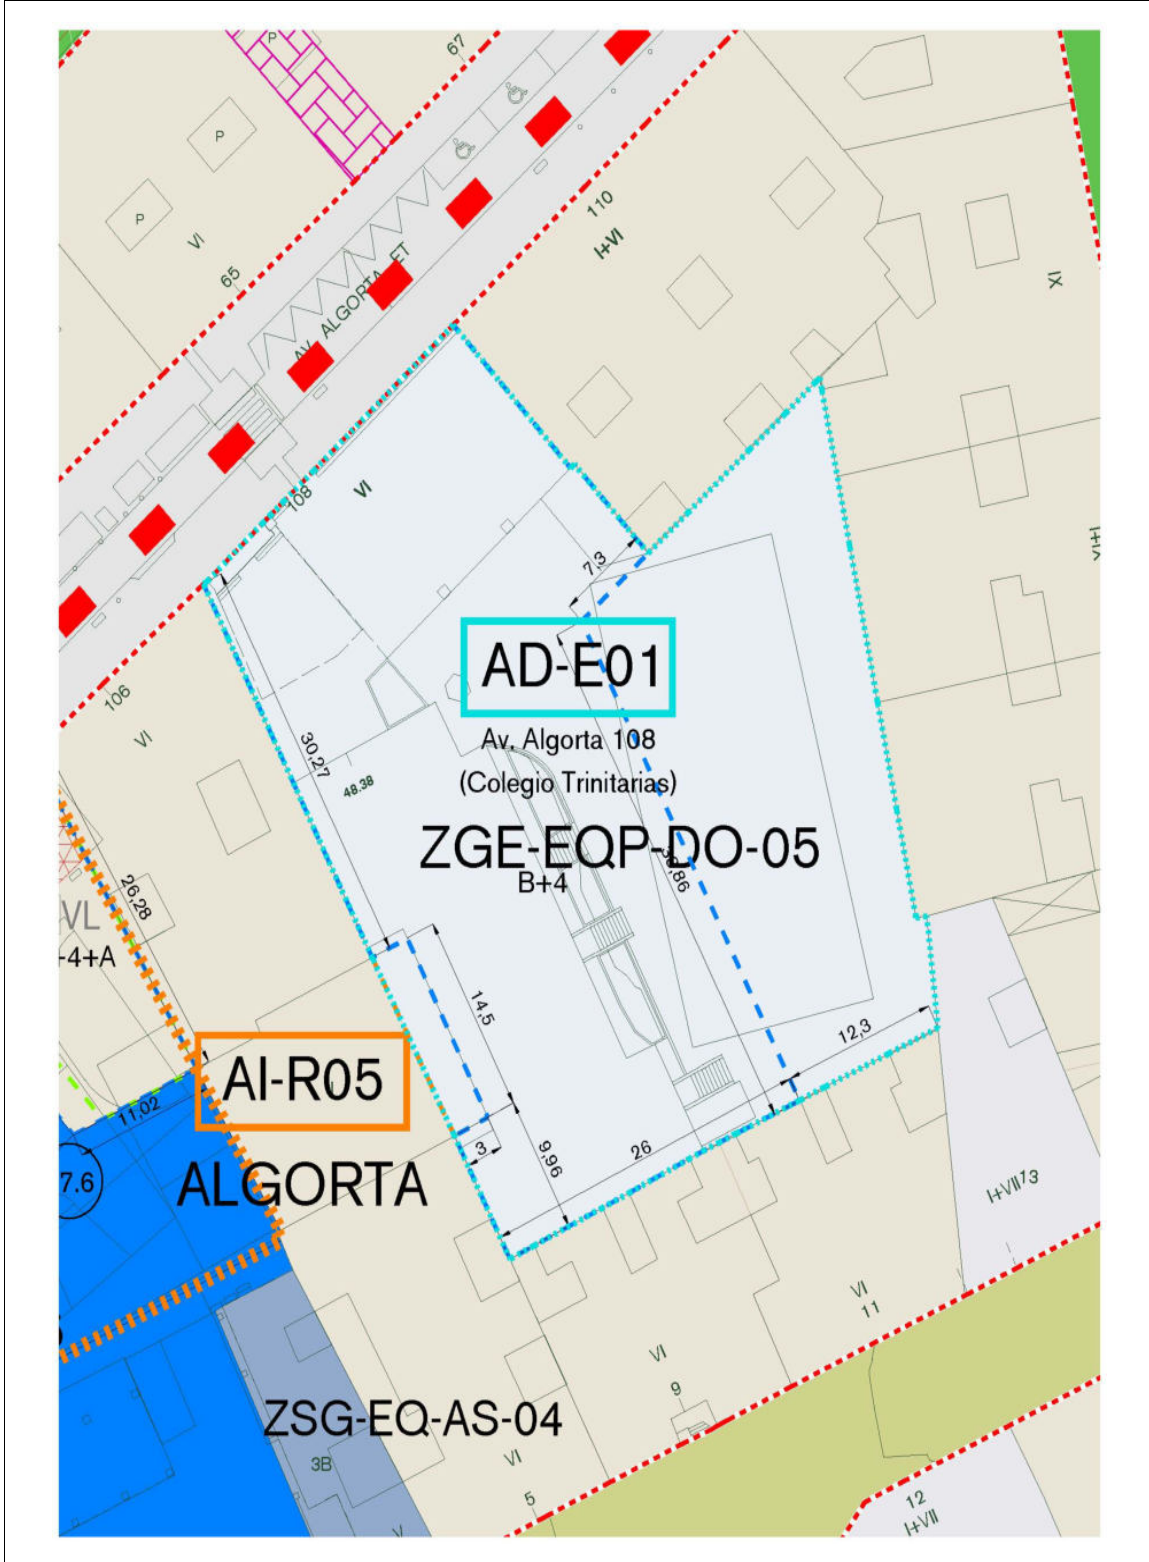 P
67
P
P
VI
65
110
I+VI
IX
AV. ALGORTA ET
108
VI
106
VI
7,3
AD-E01
Av. Algorta 108
(Colegio Trinitarias)
ZGE-EQP-DO-05
B+4
30,27
48.38
26,28
VL
+4+A
14,5
12,3
AI-R05
11,02
3
9,96
26
7.6
ALGORTA
I+VII
13
VI
11
VI
9
ZSG-EQ-AS-04
3B
VI
5
V
12
I+VII